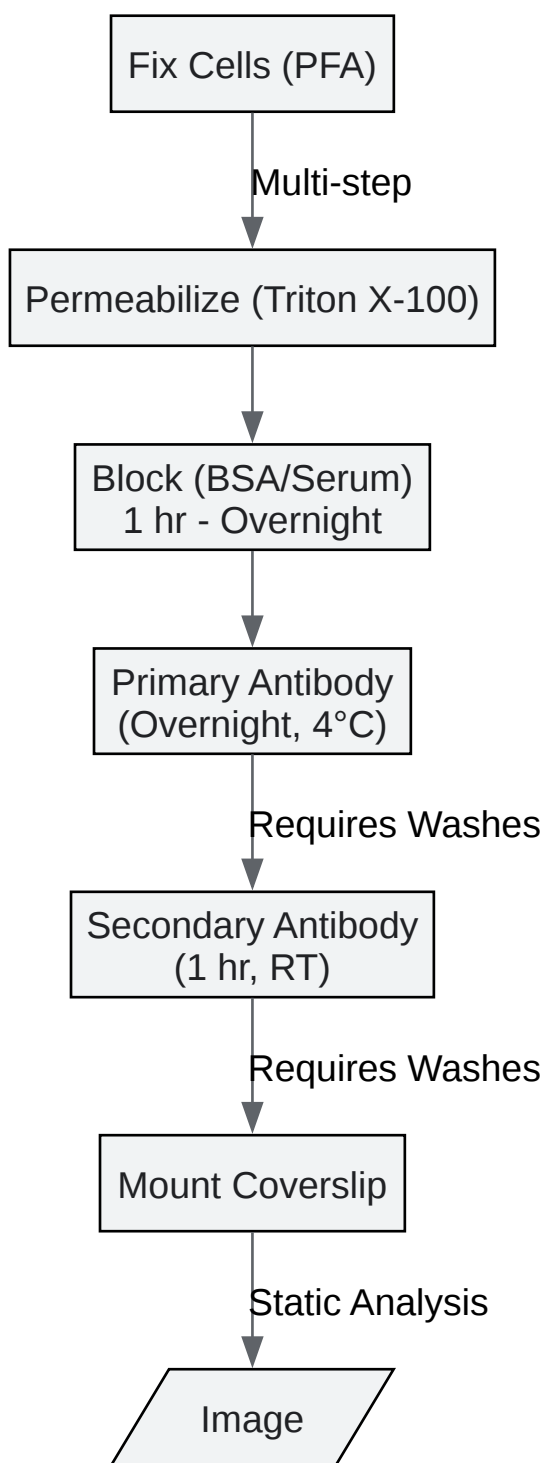 Fix Cells (PFA)
Multi-step
Permeabilize (Triton X-100)
Block (BSA/Serum)
1 hr - Overnight
Primary Antibody
(Overnight, 4°C)
Requires Washes
Secondary Antibody
(1 hr, RT)
Requires Washes
Mount Coverslip
Static Analysis
Image